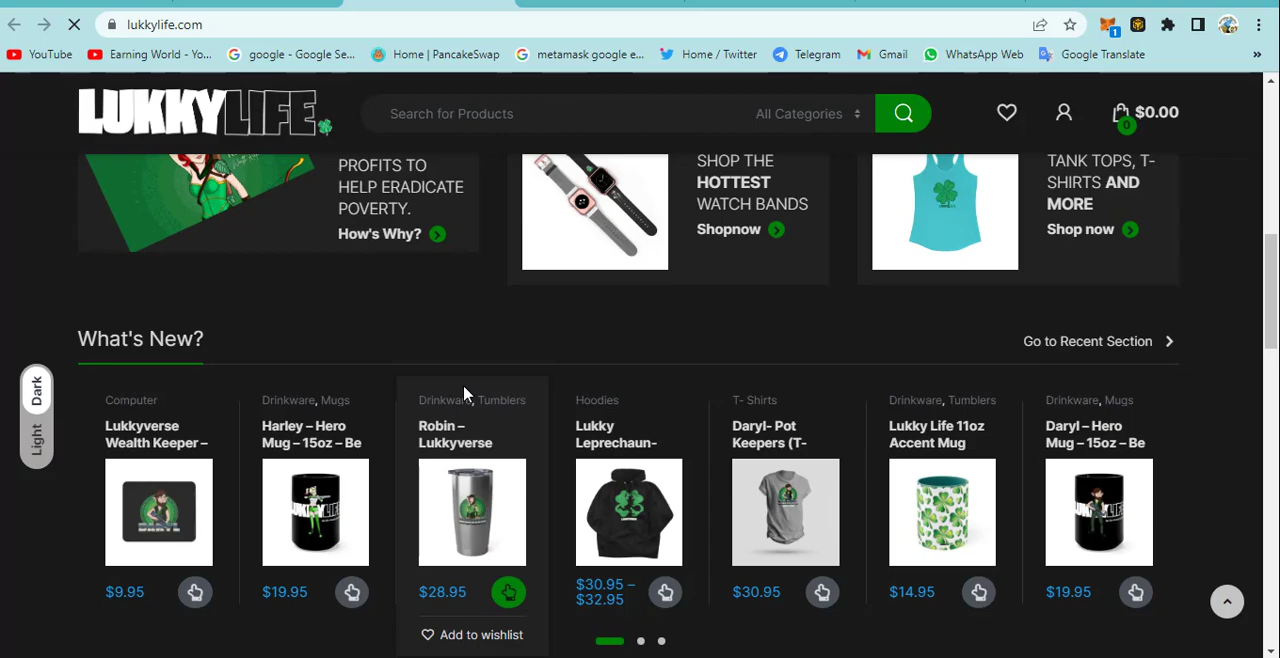 lukkylife.com
1
YouTube
Earning World - Yo...
google - Google Se...
Home | PancakeSwap
metamask google e...
Home / Twitter
Telegram
Gmail
WhatsApp Web
Google Translate
»
LUKKYLIFE
Search for Products
All Categories
$0.00
0
PROFITS TO
HELP ERADICATE
POVERTY.
How's Why?
SHOP THE
HOTTEST
WATCH BANDS
Shopnow
TANK TOPS, T-
SHIRTS AND
MORE
Shop now
What's New?
Go to Recent Section
Dark
Light
Computer
Lukkyverse
Wealth Keeper –
$9.95
Drinkware, Mugs
Harley – Hero
Mug – 15oz – Be
LUKKYLIFE
$19.95
Drinkware, Tumblers
Robin –
Lukkyverse
$28.95
Add to wishlist
Hoodies
Lukky
Leprechaun-
$30.95 –
$32.95
T- Shirts
Daryl- Pot
Keepers (T-
$30.95
Drinkware, Tumblers
Lukky Life 11oz
Accent Mug
$14.95
Drinkware, Mugs
Daryl – Hero
Mug – 15oz – Be
LUKKYLIFE
$19.95